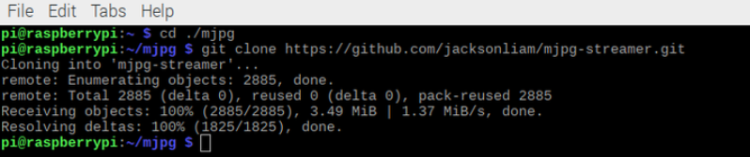 File Edit Tabs Help
pi@raspberrypi:~ $ cd ./mjpg
pi@raspberrypi:~/mjpg $ git clone https://github.com/jacksonliam/mjpg-streamer.git
Cloning into 'mjpg-streamer'...
remote: Enumerating objects: 2885, done.
remote: Total 2885 (delta 0), reused 0 (delta 0), pack-reused 2885
Receiving objects: 100% (2885/2885), 3.49 MiB | 1.37 MiB/s, done.
Resolving deltas: 100% (1825/1825), done.
pi@raspberrypi:~/mjpg $